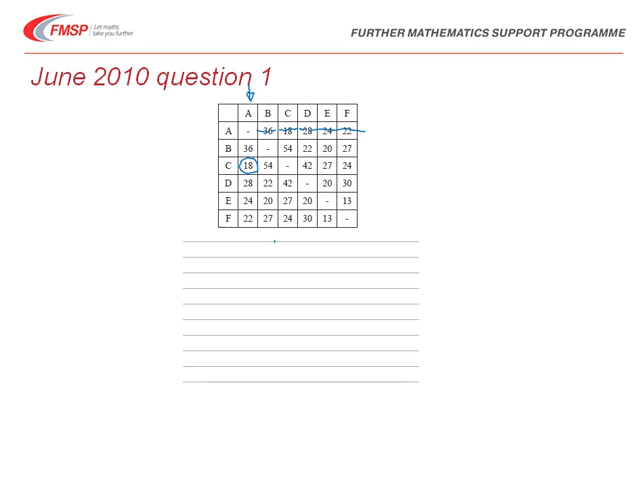 FMSP
Let maths
take you further
FURTHER MATHEMATICS SUPPORT PROGRAMME
June 2010 question 1
A B C D E F
A - 36 18 28 24 22
B 36 - 54 22 20 27
C 18 54 - 42 27 24
D 28 22 42 - 20 30
E 24 20 27 20 - 13
F 22 27 24 30 13 -